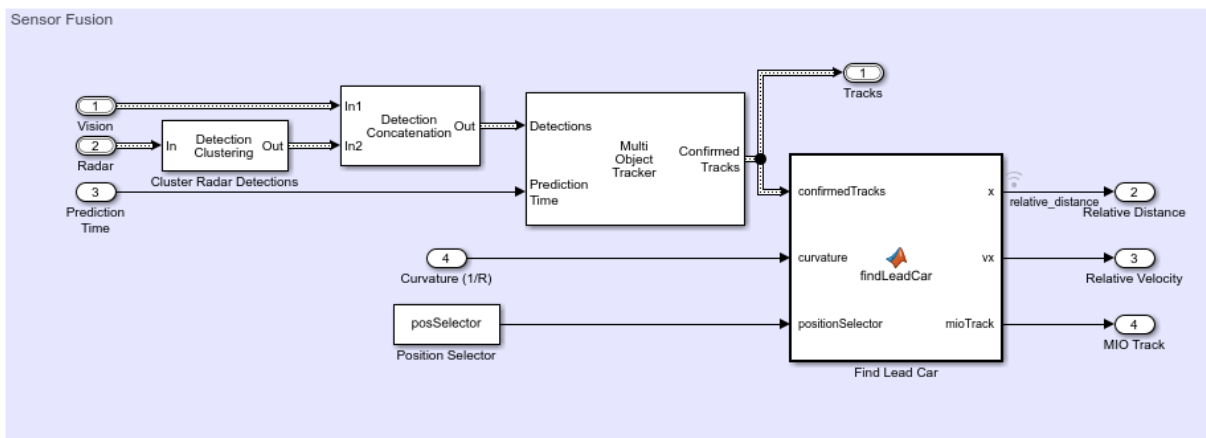 Sensor Fusion
1
Vision
2
Radar
3
Prediction
Time
In
Detection
Clustering
Out
Cluster Radar Detections
In1
In2
Detection
Concatenation
Out
Detections
Prediction
Time
Multi
Object
Tracker
Confirmed
Tracks
1
Tracks
4
Curvature (1/R)
posSelector
Position Selector
confirmedTracks
curvature
positionSelector
findLeadCar
x
vx
mioTrack
Find Lead Car
relative_distance
2
Relative Distance
3
Relative Velocity
4
MIO Track